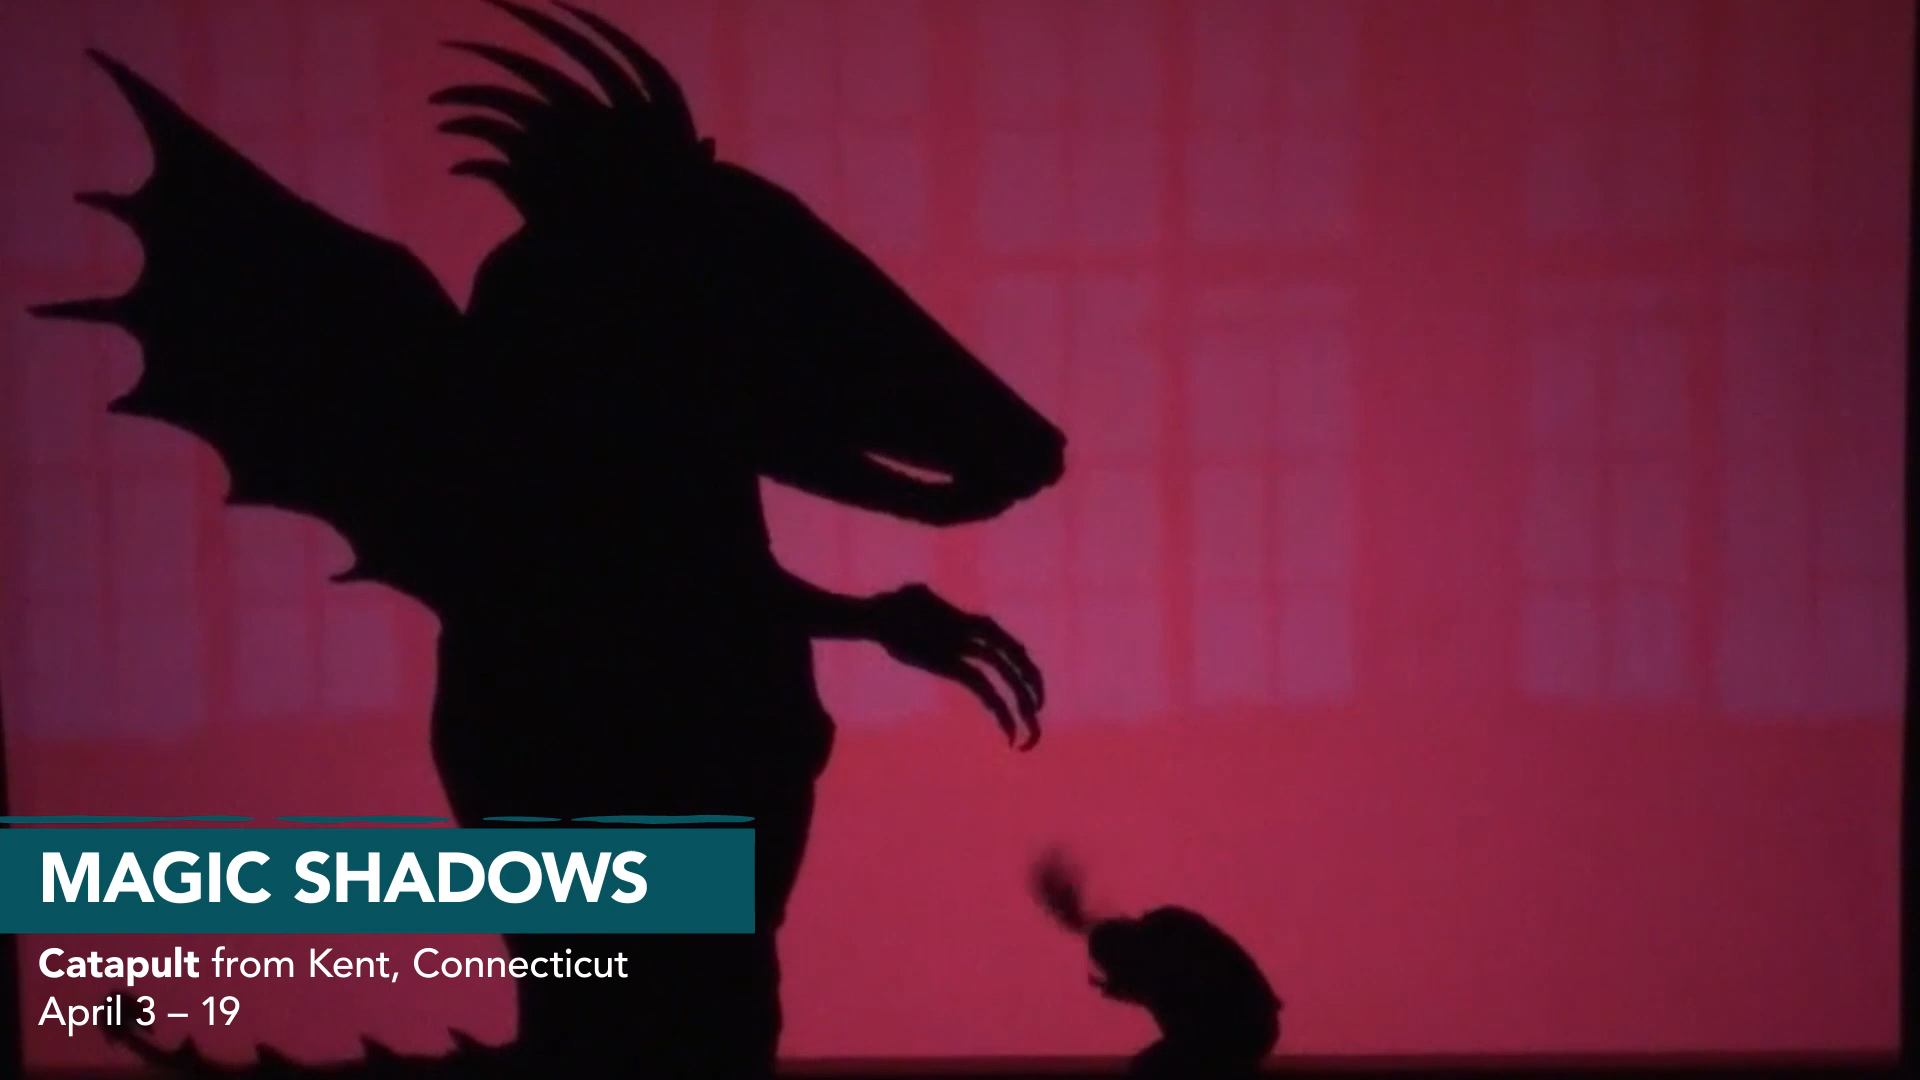 MAGIC SHADOWS
Catapult from Kent, Connecticut
April 3 – 19